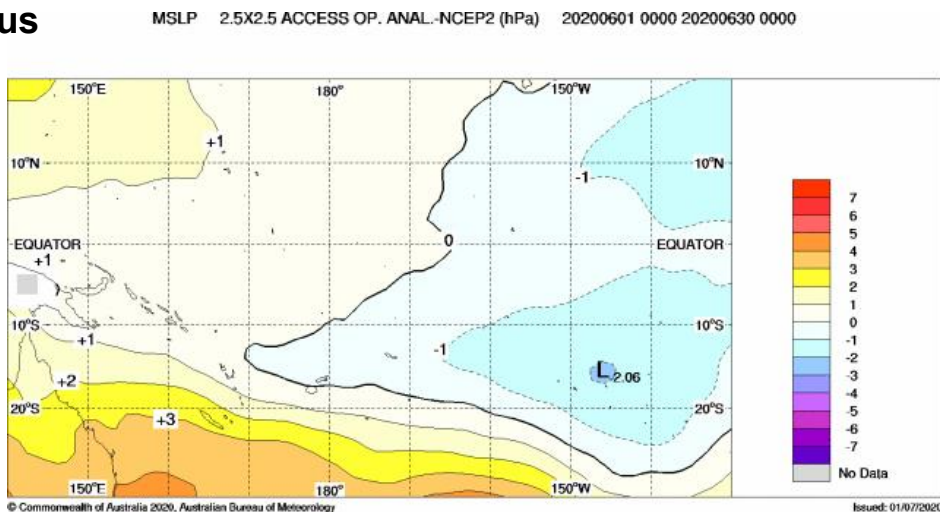 us
MSLP 2.5X2.5 ACCESS OP. ANAL.-NCEP2 (hPa) 20200601 0000 20200630 0000
150°E 180° 150°W
+1
10°N 10°N
-1
0
EQUATOR EQUATOR
+1
10°S 10°S
+1 -1
+2 L 2.06
20°S 20°S
+3
150°E 180° 150°W
7
6
5
4
3
2
1
0
-1
-2
-3
-4
-5
-6
-7
No Data
© Commonwealth of Australia 2020, Australian Bureau of Meteorology Issued: 01/07/2020